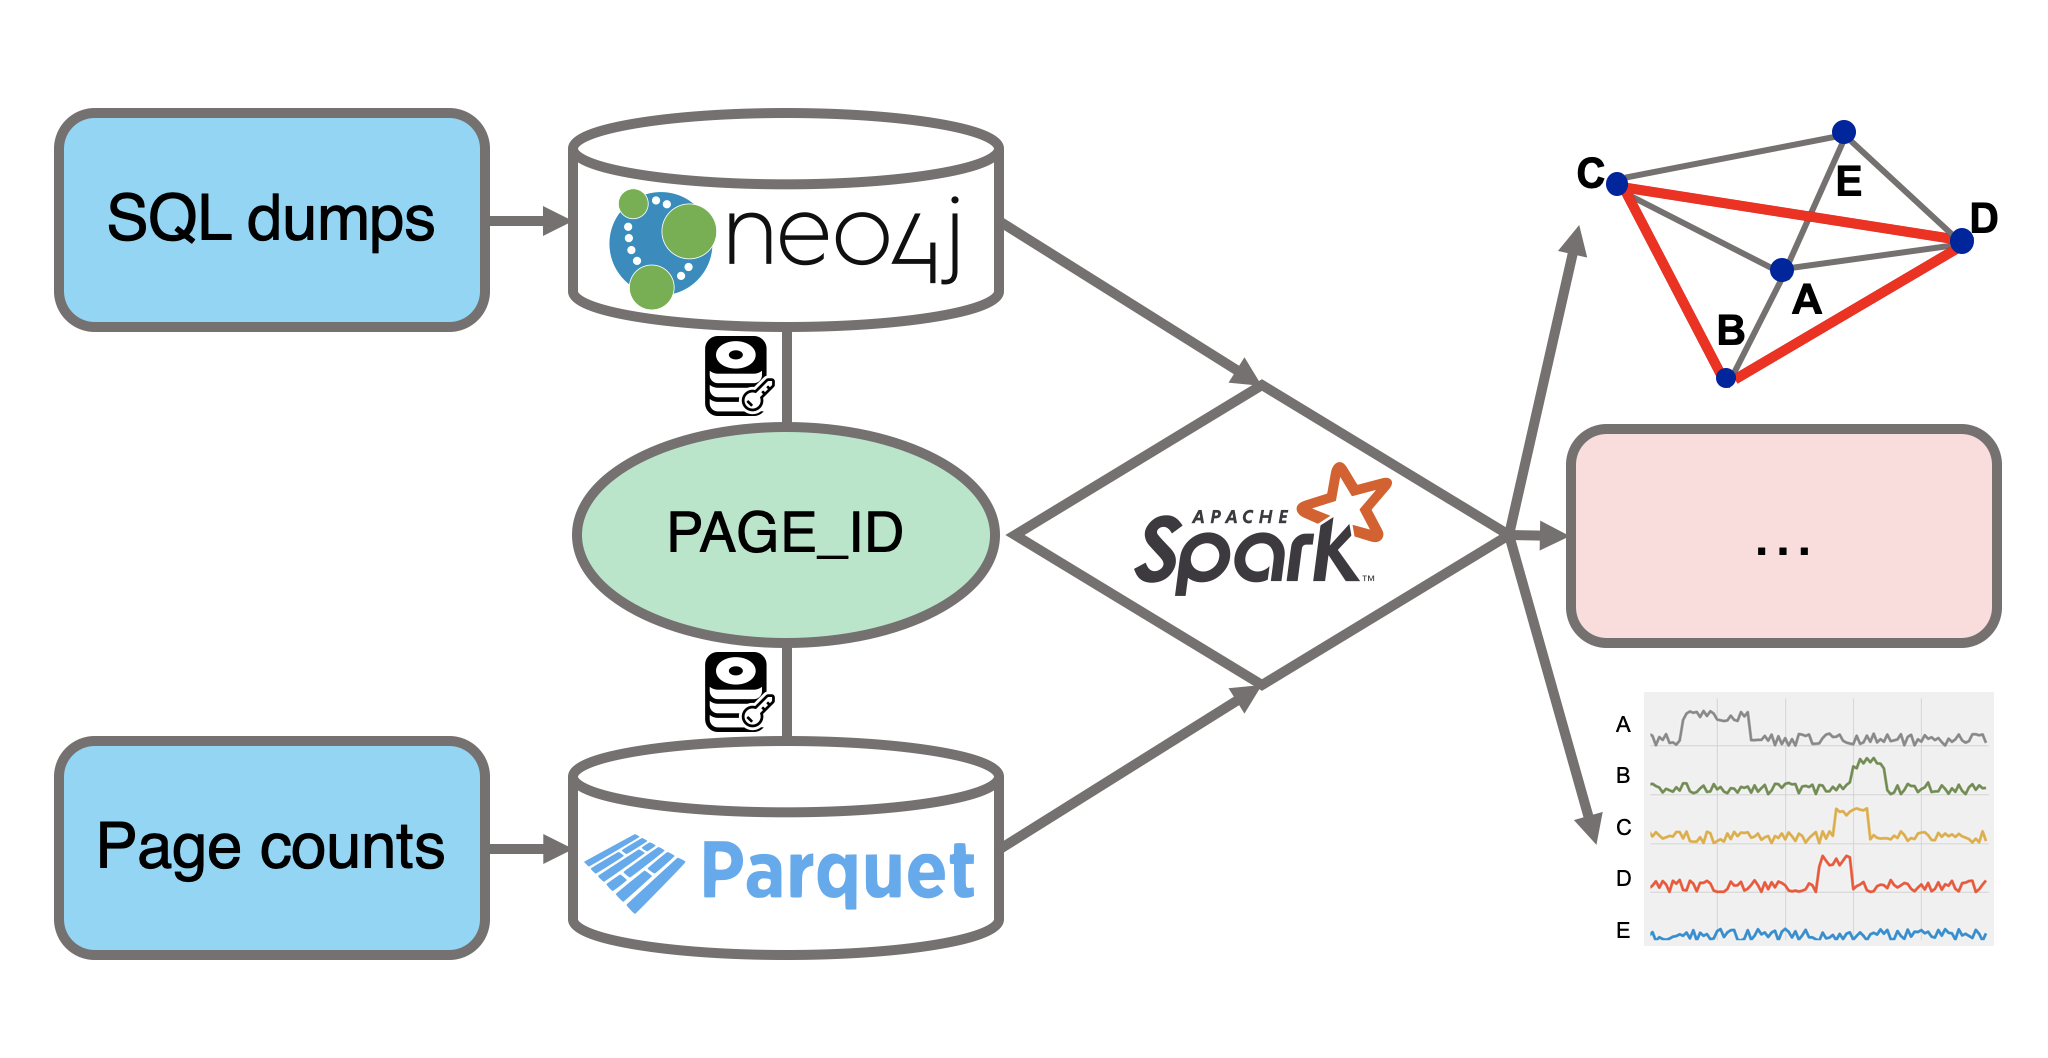 SQL dumps
neo4j
PAGE_ID
Page counts
Parquet
APACHE
Spark™
C
E
D
A
B
...
A
B
C
D
E